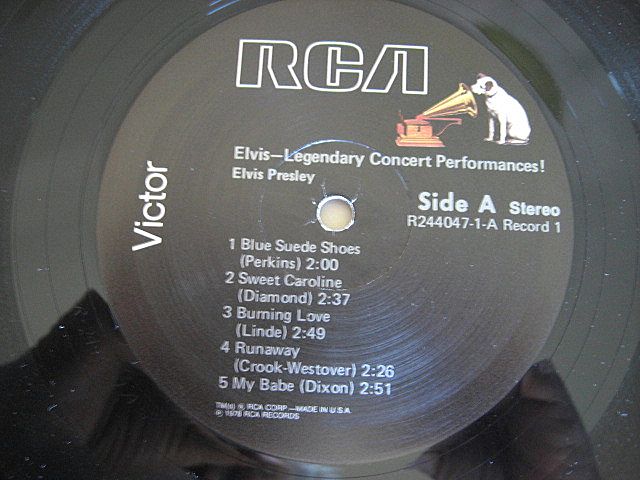 RCA
Elvis—Legendary Concert Performances!
Elvis Presley
Victor
Side A Stereo
R244047-1-A Record 1
1 Blue Suede Shoes
(Perkins) 2:00
2 Sweet Caroline
(Diamond) 2:37
3 Burning Love
(Linde) 2:49
4 Runaway
(Crook-Westover) 2:26
5 My Babe (Dixon) 2:51
TM(s) ® RCA CORP.—MADE IN U.S.A.
℗ 1978 RCA RECORDS